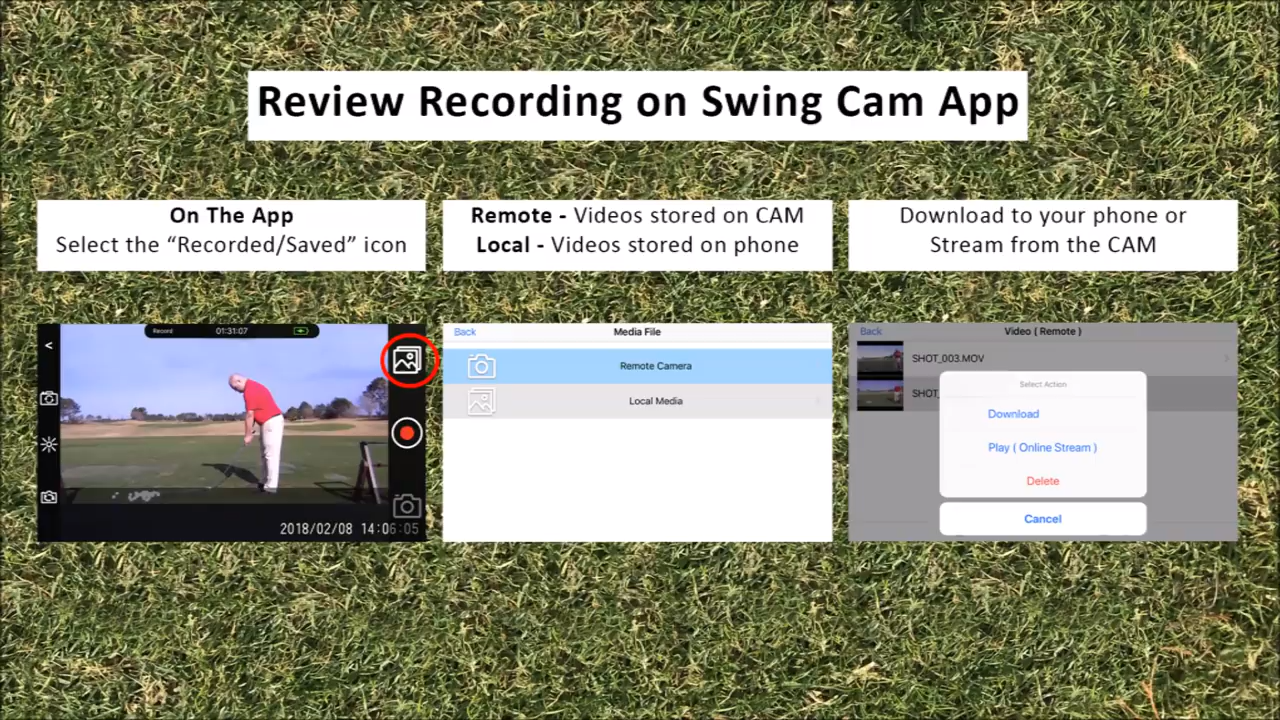 Review Recording on Swing Cam App
On The App
Select the “Recorded/Saved” icon
Remote - Videos stored on CAM
Local - Videos stored on phone
Download to your phone or
Stream from the CAM
Record 01:31:07
<
2018/02/08 14:06:05
Back Media File
Remote Camera
Local Media
Back Video ( Remote )
SHOT_003.MOV
SHOT_
Select Action
Download
Play ( Online Stream )
Delete
Cancel